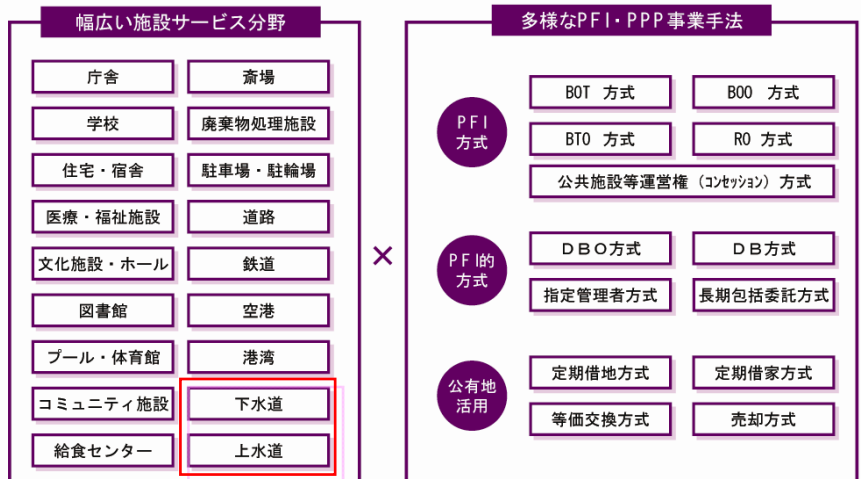 幅広い施設サービス分野
庁舎
斎場
学校
廃棄物処理施設
住宅・宿舎
駐車場・駐輪場
医療・福祉施設
道路
文化施設・ホール
鉄道
図書館
空港
プール・体育館
港湾
コミュニティ施設
下水道
給食センター
上水道
×
多様なPFI・PPP事業手法
PFI
方式
BOT 方式
BOO 方式
BTO 方式
RO 方式
公共施設等運営権（ｺﾝｾｯｼｮﾝ）方式
PFI的
方式
ＤＢＯ方式
ＤＢ方式
指定管理者方式
長期包括委託方式
公有地
活用
定期借地方式
定期借家方式
等価交換方式
売却方式